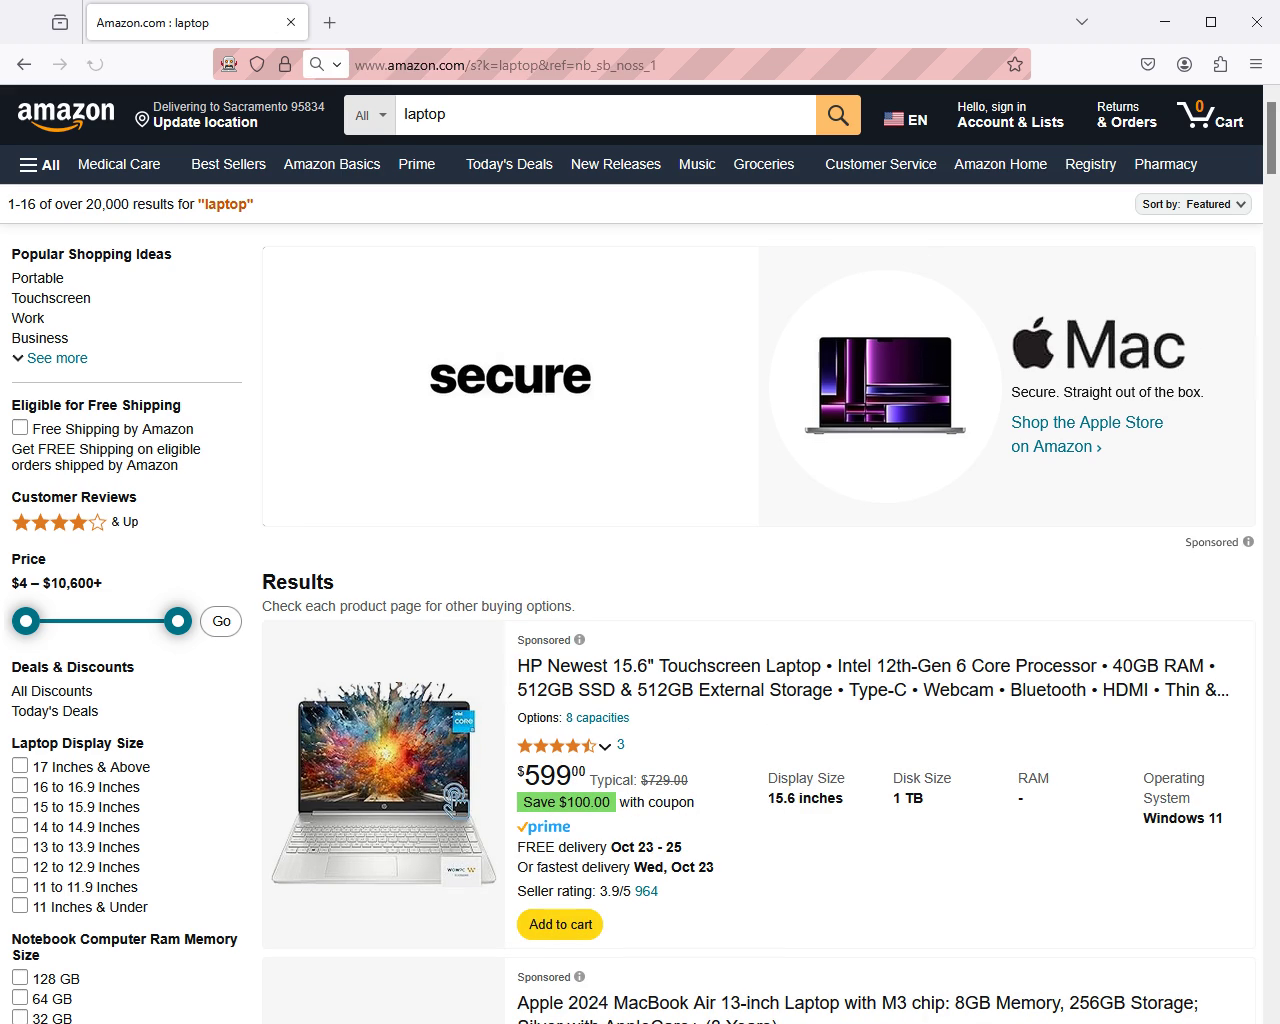 Amazon.com : laptop
www.amazon.com/s?k=laptop&ref=nb_sb_noss_1
amazon
Delivering to Sacramento 95834
Update location
All
laptop
EN
Hello, sign in
Account & Lists
Returns
& Orders
0
Cart
All
Medical Care
Best Sellers
Amazon Basics
Prime
Today's Deals
New Releases
Music
Groceries
Customer Service
Amazon Home
Registry
Pharmacy
1-16 of over 20,000 results for "laptop"
Sort by: Featured
Popular Shopping Ideas
Portable
Touchscreen
Work
Business
See more
Eligible for Free Shipping
Free Shipping by Amazon
Get FREE Shipping on eligible
orders shipped by Amazon
Customer Reviews
& Up
Price
$4 – $10,600+
Go
Deals & Discounts
All Discounts
Today's Deals
Laptop Display Size
17 Inches & Above
16 to 16.9 Inches
15 to 15.9 Inches
14 to 14.9 Inches
13 to 13.9 Inches
12 to 12.9 Inches
11 to 11.9 Inches
11 Inches & Under
Notebook Computer Ram Memory
Size
128 GB
64 GB
32 GB
secure
Mac
Secure. Straight out of the box.
Shop the Apple Store
on Amazon ›
Sponsored
Results
Check each product page for other buying options.
Sponsored
HP Newest 15.6" Touchscreen Laptop • Intel 12th-Gen 6 Core Processor • 40GB RAM •
512GB SSD & 512GB External Storage • Type-C • Webcam • Bluetooth • HDMI • Thin &...
Options: 8 capacities
3
$599.00 Typical: $729.00
Save $100.00 with coupon
prime
FREE delivery Oct 23 - 25
Or fastest delivery Wed, Oct 23
Seller rating: 3.9/5 964
Add to cart
Display Size
15.6 inches
Disk Size
1 TB
RAM
-
Operating
System
Windows 11
Sponsored
Apple 2024 MacBook Air 13-inch Laptop with M3 chip: 8GB Memory, 256GB Storage;
Silver with AppleCare+ (3 Years)